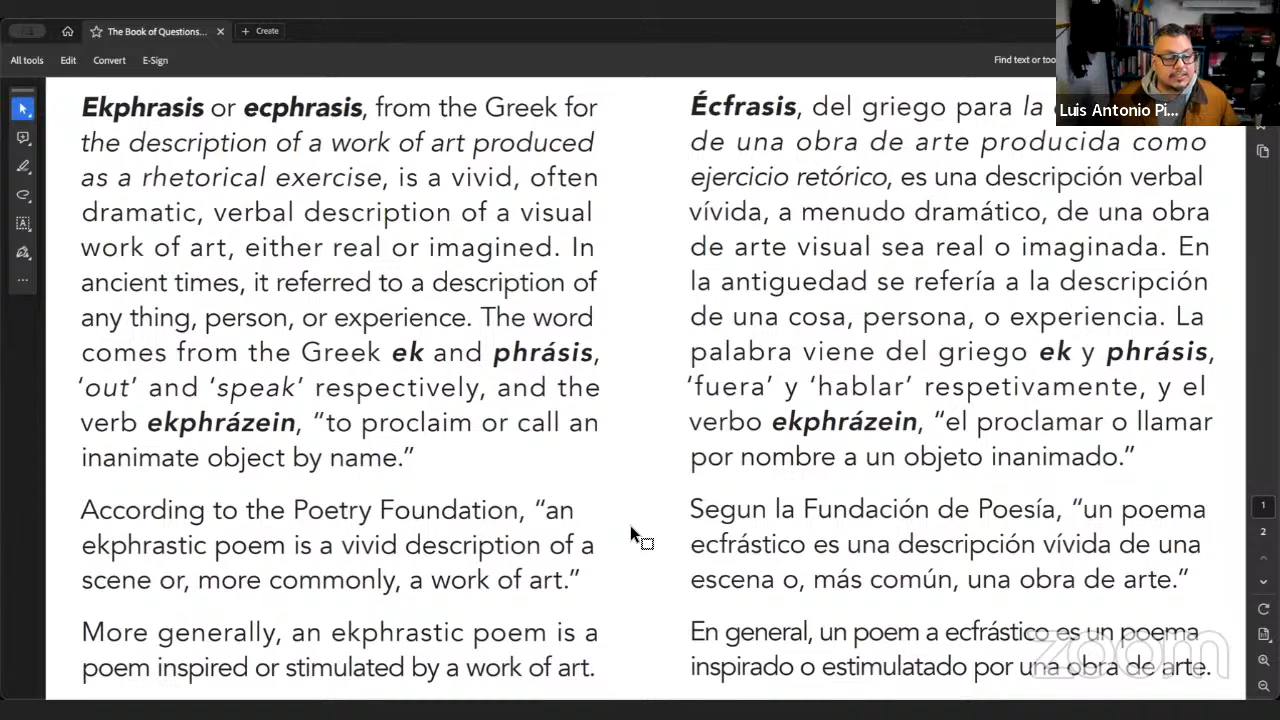 The Book of Questions...
Create
All tools
Edit
Convert
E-Sign
Find text or too
Luis Antonio Pi...
Ekphrasis or ecphrasis, from the Greek for
the description of a work of art produced
as a rhetorical exercise, is a vivid, often
dramatic, verbal description of a visual
work of art, either real or imagined. In
ancient times, it referred to a description of
any thing, person, or experience. The word
comes from the Greek ek and phrásis,
‘out’ and ‘speak’ respectively, and the
verb ekphrázein, “to proclaim or call an
inanimate object by name.”
According to the Poetry Foundation, “an
ekphrastic poem is a vivid description of a
scene or, more commonly, a work of art.”
More generally, an ekphrastic poem is a
poem inspired or stimulated by a work of art.
Écfrasis, del griego para la
de una obra de arte producida como
ejercicio retórico, es una descripción verbal
vívida, a menudo dramático, de una obra
de arte visual sea real o imaginada. En
la antiguedad se refería a la descripción
de una cosa, persona, o experiencia. La
palabra viene del griego ek y phrásis,
‘fuera’ y ‘hablar’ respetivamente, y el
verbo ekphrázein, “el proclamar o llamar
por nombre a un objeto inanimado.”
Segun la Fundación de Poesía, “un poema
ecfrástico es una descripción vívida de una
escena o, más común, una obra de arte.”
En general, un poema a ecfrástico es un poema
inspirado o estimulatado por una obra de arte.
1
2
zoom